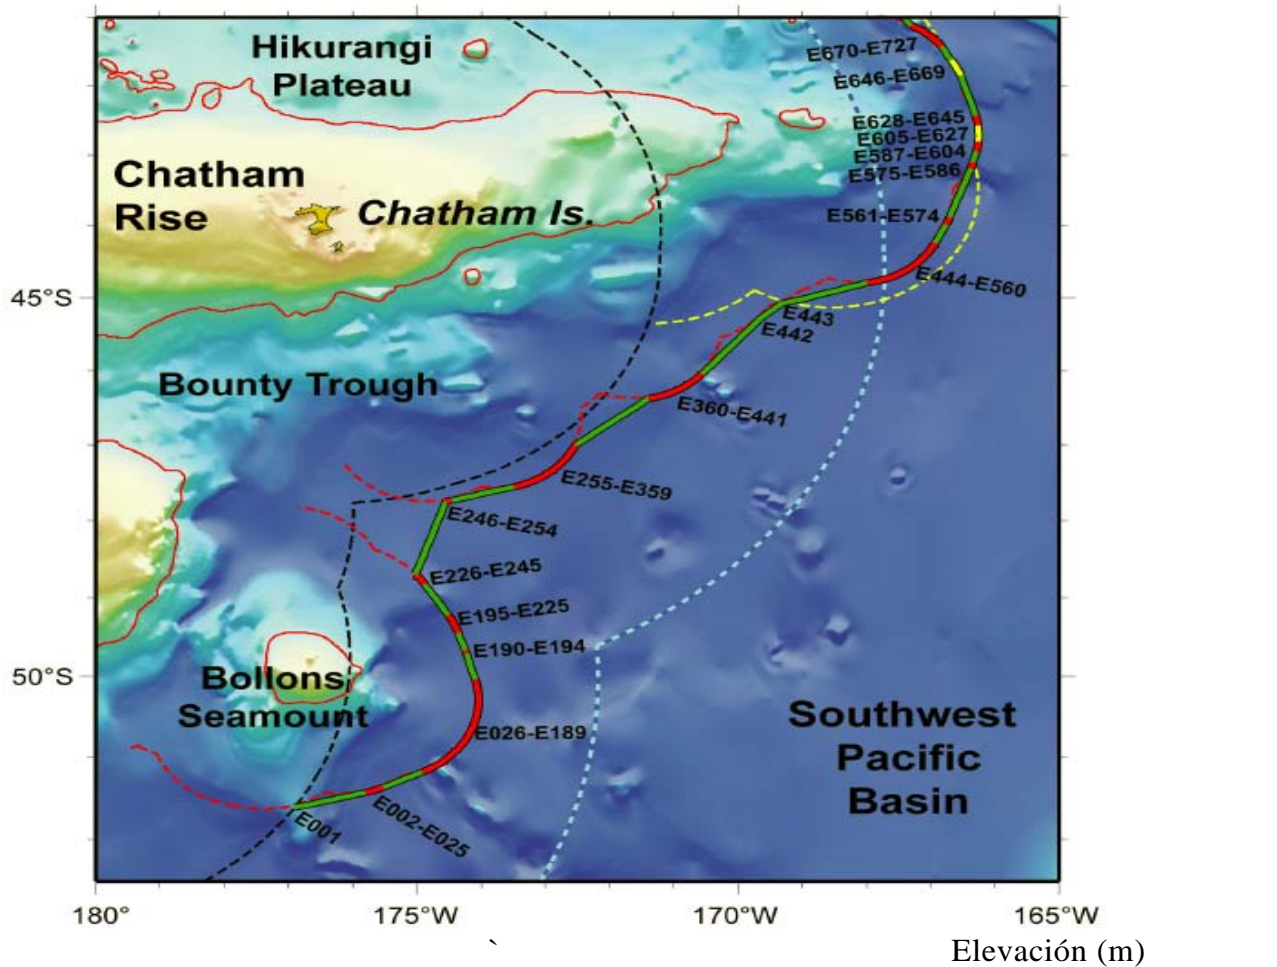 Hikurangi
Plateau
E670-E727
E646-E669
E628-E645
E605-E627
E587-E604
E575-E586
Chatham
Rise
Chatham Is.
E561-E574
45°S
E444-E560
E443
E442
Bounty Trough
E360-E441
E255-E359
E246-E254
E226-E245
E195-E225
E190-E194
50°S
Bollons
Seamount
E026-E189
Southwest
Pacific
Basin
E001
E002-E025
180°
175°W
170°W
165°W
`
Elevación (m)